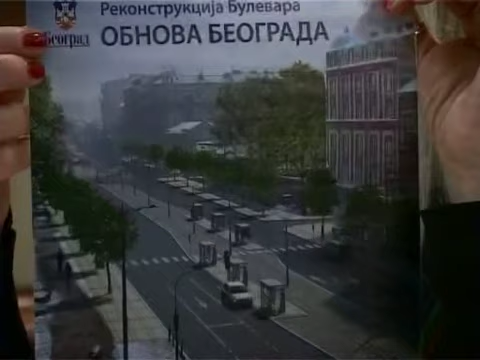 Београд
Реконструкција Булевара
ОБНОВА БЕОГРАДА